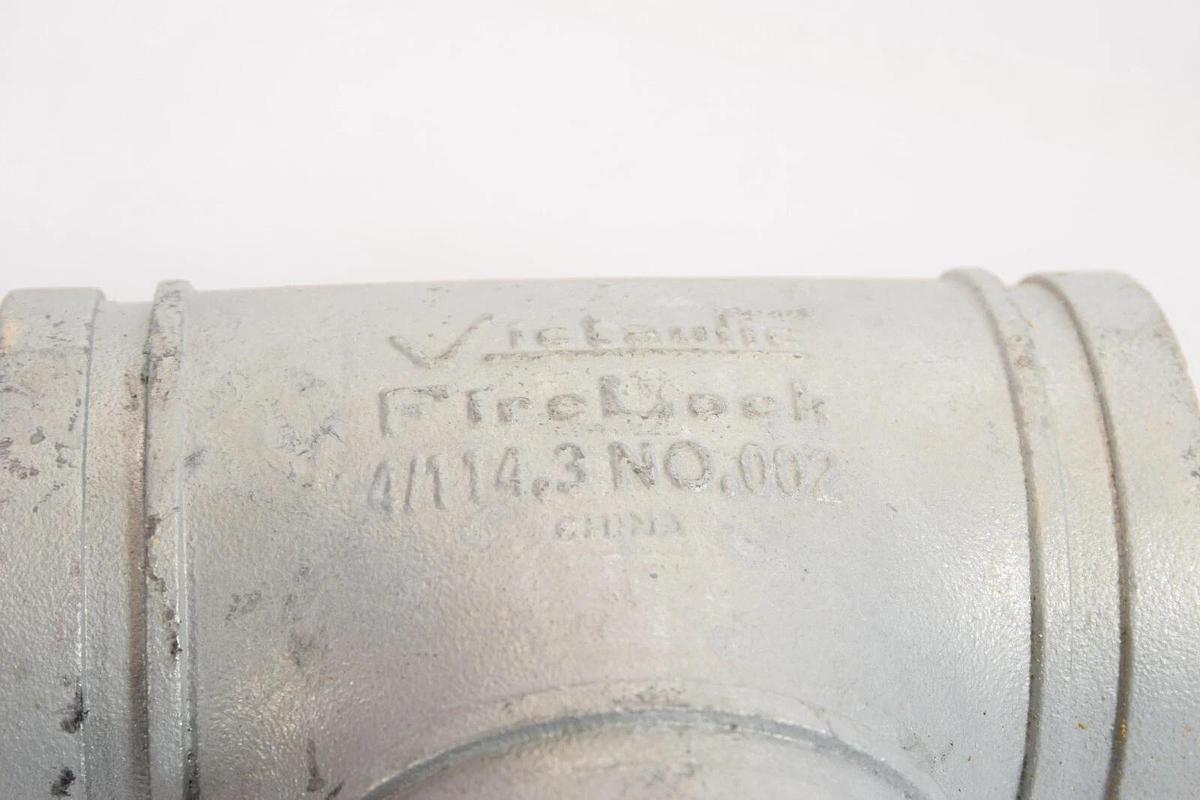 Victaulic
FireLock
4/114.3 NO.002
CHINA